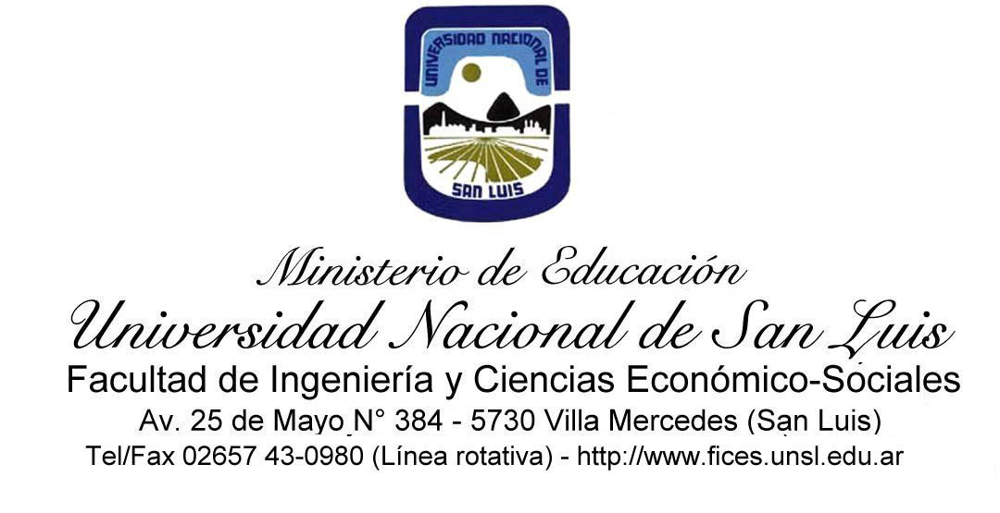 UNIVERSIDAD NACIONAL DE
SAN LUIS
Ministerio de Educación
Universidad Nacional de San Luis
Facultad de Ingeniería y Ciencias Económico-Sociales
Av. 25 de Mayo N° 384 - 5730 Villa Mercedes (San Luis)
Tel/Fax 02657 43-0980 (Línea rotativa) - http://www.fices.unsl.edu.ar